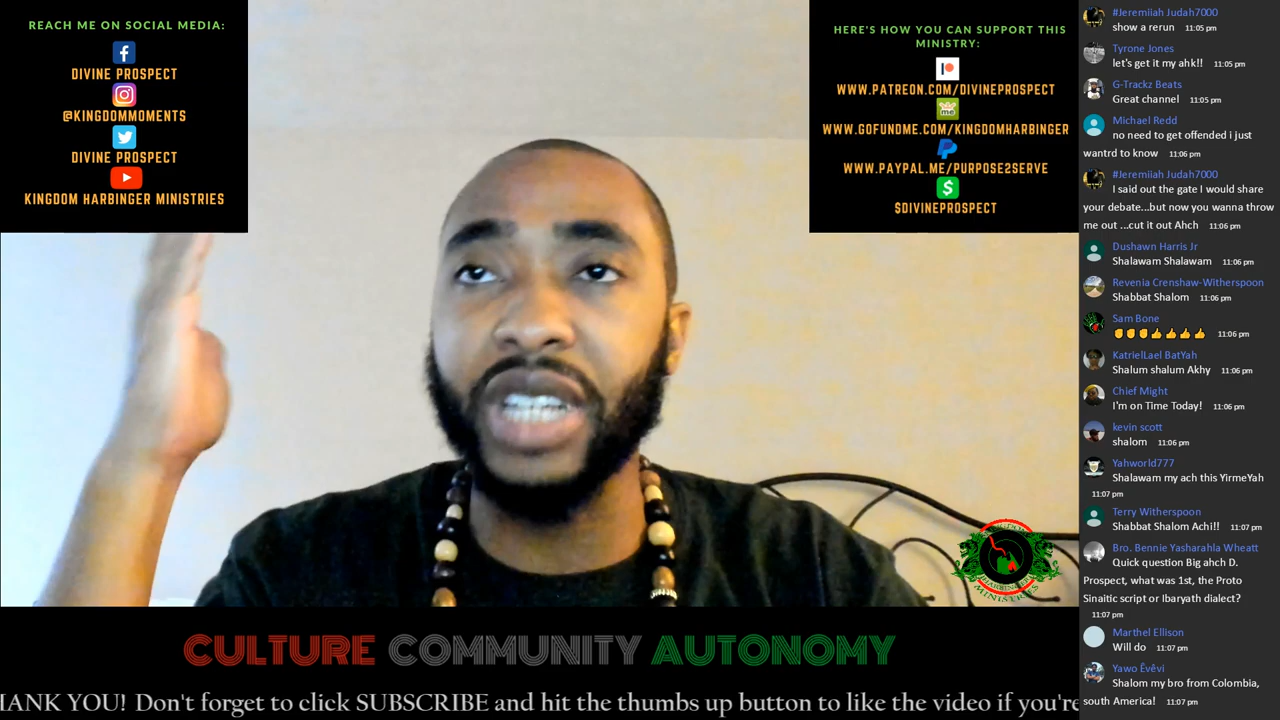 REACH ME ON SOCIAL MEDIA:
DIVINE PROSPECT
@KINGDOMMOMENTS
DIVINE PROSPECT
KINGDOM HARBINGER MINISTRIES
HERE'S HOW YOU CAN SUPPORT THIS
MINISTRY:
WWW.PATREON.COM/DIVINEPROSPECT
me
WWW.GOFUNDME.COM/KINGDOMHARBINGER
WWW.PAYPAL.ME/PURPOSE2SERVE
$DIVINEPROSPECT
#Jeremiiah Judah7000
show a rerun 11:05 pm
Tyrone Jones
let's get it my ahk!! 11:05 pm
G-Trackz Beats
Great channel 11:05 pm
Michael Redd
no need to get offended i just
wantrd to know 11:06 pm
#Jeremiiah Judah7000
I said out the gate I would share
your debate...but now you wanna throw
me out ...cut it out Ahch 11:06 pm
Dushawn Harris Jr
Shalawam Shalawam 11:06 pm
Revenia Crenshaw-Witherspoon
Shabbat Shalom 11:06 pm
Sam Bone
11:06 pm
KatrielLael BatYah
Shalum shalum Akhy 11:06 pm
Chief Might
I'm on Time Today! 11:06 pm
kevin scott
shalom 11:06 pm
Yahworld777
Shalawam my ach this YirmeYah
11:07 pm
Terry Witherspoon
Shabbat Shalom Achi!! 11:07 pm
Bro. Bennie Yasharahla Wheatt
Quick question Big ahch D.
Prospect, what was 1st, the Proto
Sinaitic script or Ibaryath dialect?
11:07 pm
Marthel Ellison
Will do 11:07 pm
Yawo Êvêvi
Shalom my bro from Colombia,
south America! 11:07 pm
MINISTRIES
CULTURE COMMUNITY AUTONOMY
HANK YOU! Don't forget to click SUBSCRIBE and hit the thumbs up button to like the video if you're